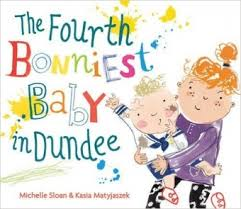 The Fourth
Bonniest
Baby
in Dundee
Michelle Sloan & Kasia Matyjaszek